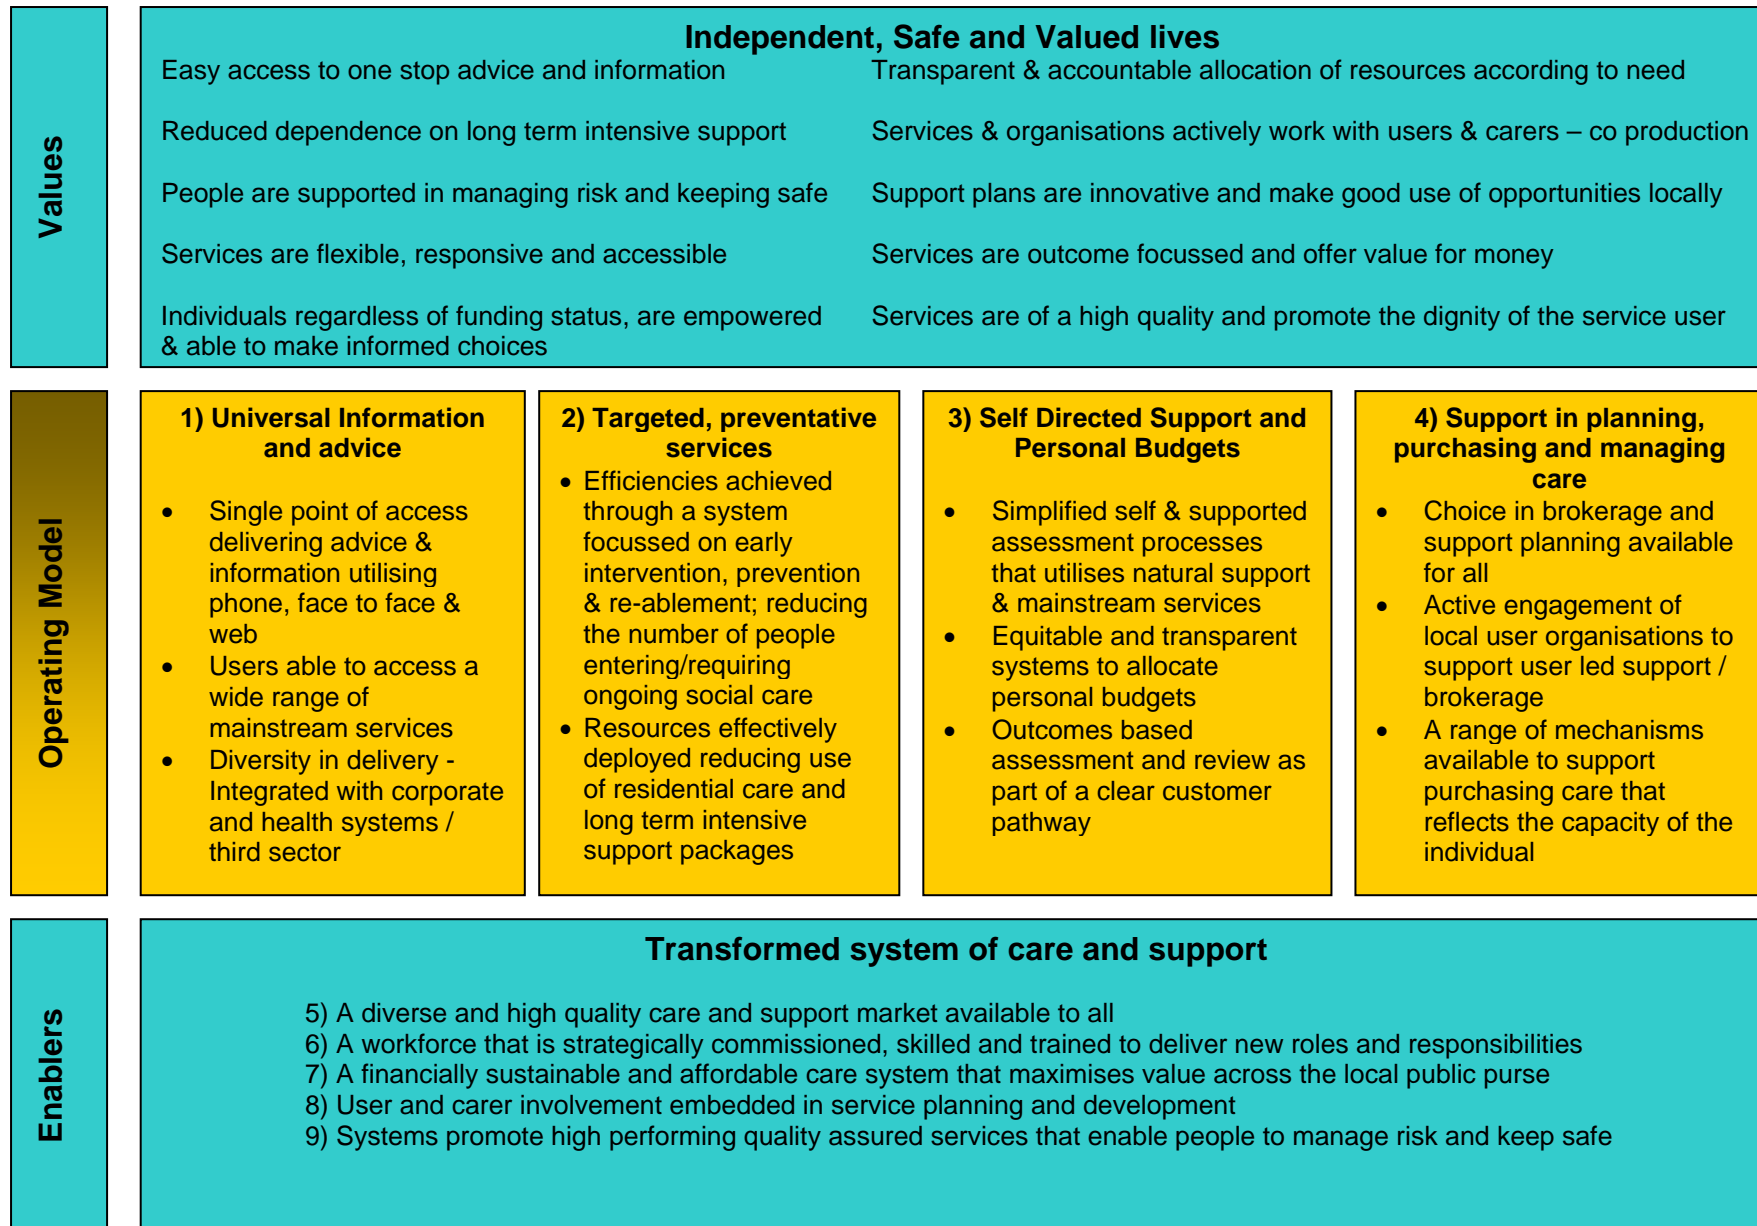 Values
Independent, Safe and Valued lives
Easy access to one stop advice and information
Reduced dependence on long term intensive support
People are supported in managing risk and keeping safe
Services are flexible, responsive and accessible
Individuals regardless of funding status, are empowered
& able to make informed choices
Transparent & accountable allocation of resources according to need
Services & organisations actively work with users & carers – co production
Support plans are innovative and make good use of opportunities locally
Services are outcome focussed and offer value for money
Services are of a high quality and promote the dignity of the service user
Operating Model
1) Universal Information
and advice
• Single point of access
delivering advice &
information utilising
phone, face to face &
web
• Users able to access a
wide range of
mainstream services
• Diversity in delivery -
Integrated with corporate
and health systems /
third sector
2) Targeted, preventative
services
• Efficiencies achieved
through a system
focussed on early
intervention, prevention
& re-ablement; reducing
the number of people
entering/requiring
ongoing social care
• Resources effectively
deployed reducing use
of residential care and
long term intensive
support packages
3) Self Directed Support and
Personal Budgets
• Simplified self & supported
assessment processes
that utilises natural support
& mainstream services
• Equitable and transparent
systems to allocate
personal budgets
• Outcomes based
assessment and review as
part of a clear customer
pathway
4) Support in planning,
purchasing and managing
care
• Choice in brokerage and
support planning available
for all
• Active engagement of
local user organisations to
support user led support /
brokerage
• A range of mechanisms
available to support
purchasing care that
reflects the capacity of the
individual
Enablers
Transformed system of care and support
5) A diverse and high quality care and support market available to all
6) A workforce that is strategically commissioned, skilled and trained to deliver new roles and responsibilities
7) A financially sustainable and affordable care system that maximises value across the local public purse
8) User and carer involvement embedded in service planning and development
9) Systems promote high performing quality assured services that enable people to manage risk and keep safe